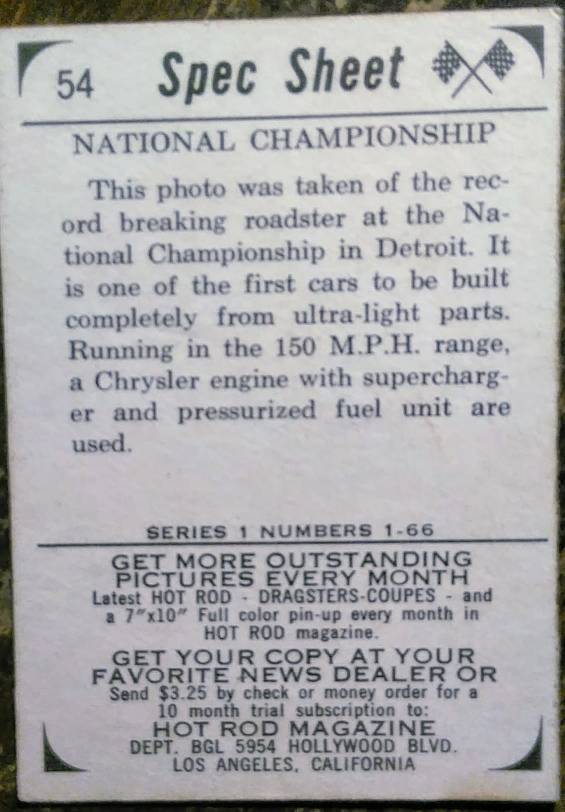 54 Spec Sheet
NATIONAL CHAMPIONSHIP
This photo was taken of the rec-
ord breaking roadster at the Na-
tional Championship in Detroit. It
is one of the first cars to be built
completely from ultra-light parts.
Running in the 150 M.P.H. range,
a Chrysler engine with supercharg-
er and pressurized fuel unit are
used.
SERIES 1 NUMBERS 1-66
GET MORE OUTSTANDING
PICTURES EVERY MONTH
Latest HOT ROD - DRAGSTERS-COUPES - and
a 7"x10" Full color pin-up every month in
HOT ROD magazine.
GET YOUR COPY AT YOUR
FAVORITE NEWS DEALER OR
Send $3.25 by check or money order for a
10 month trial subscription to:
HOT ROD MAGAZINE
DEPT. BGL 5954 HOLLYWOOD BLVD.
LOS ANGELES, CALIFORNIA